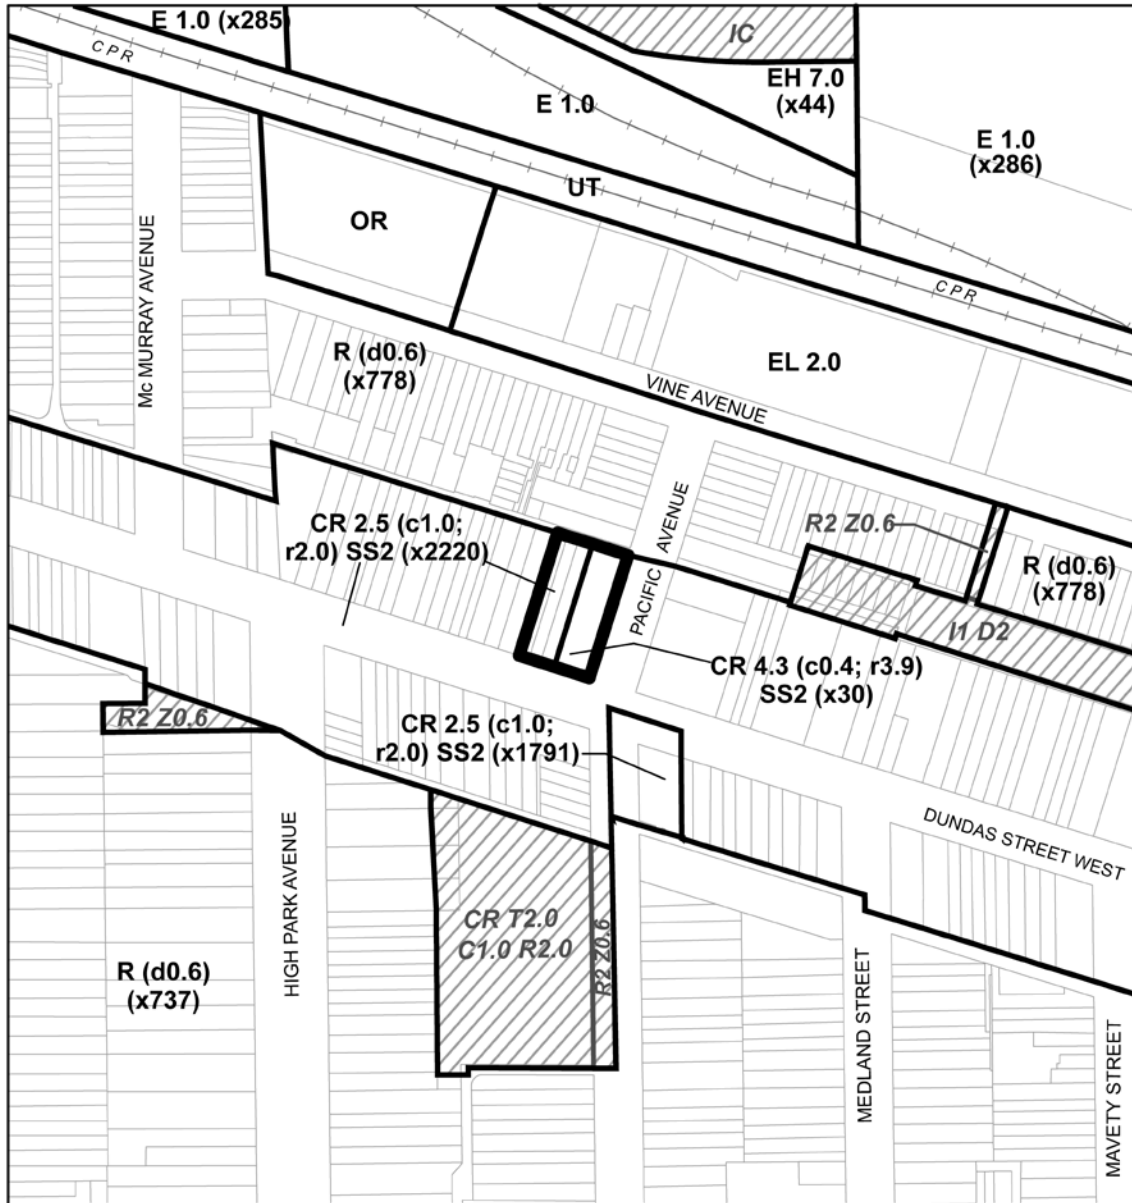 E 1.0 (x285)
IC
CPR
EH 7.0
(x44)
E 1.0
E 1.0
(x286)
UT
OR
Mc MURRAY AVENUE
CPR
R (d0.6)
(x778)
EL 2.0
VINE AVENUE
PACIFIC AVENUE
CR 2.5 (c1.0;
r2.0) SS2 (x2220)
R2 Z0.6
R (d0.6)
(x778)
I1 D2
CR 4.3 (c0.4; r3.9)
SS2 (x30)
R2 Z0.6
CR 2.5 (c1.0;
r2.0) SS2 (x1791)
DUNDAS STREET WEST
HIGH PARK AVENUE
CR T2.0
C1.0 R2.0
R2 Z0.6
R (d0.6)
(x737)
MEDLAND STREET
MAVETY STREET